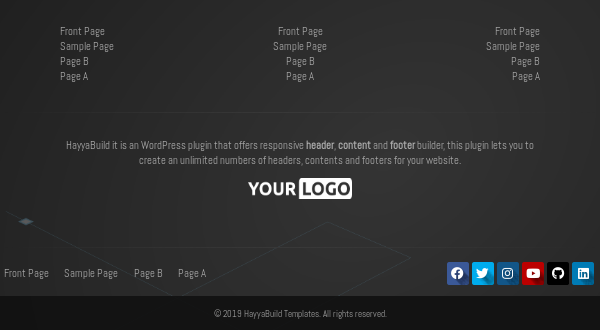 Front Page
Sample Page
Page B
Page A
Front Page
Sample Page
Page B
Page A
Front Page
Sample Page
Page B
Page A
HayyaBuild it is an WordPress plugin that offers responsive header, content and footer builder, this plugin lets you to
create an unlimited numbers of headers, contents and footers for your website.
YOUR LOGO
Front Page Sample Page Page B Page A
© 2019 HayyaBuild Templates. All rights reserved.